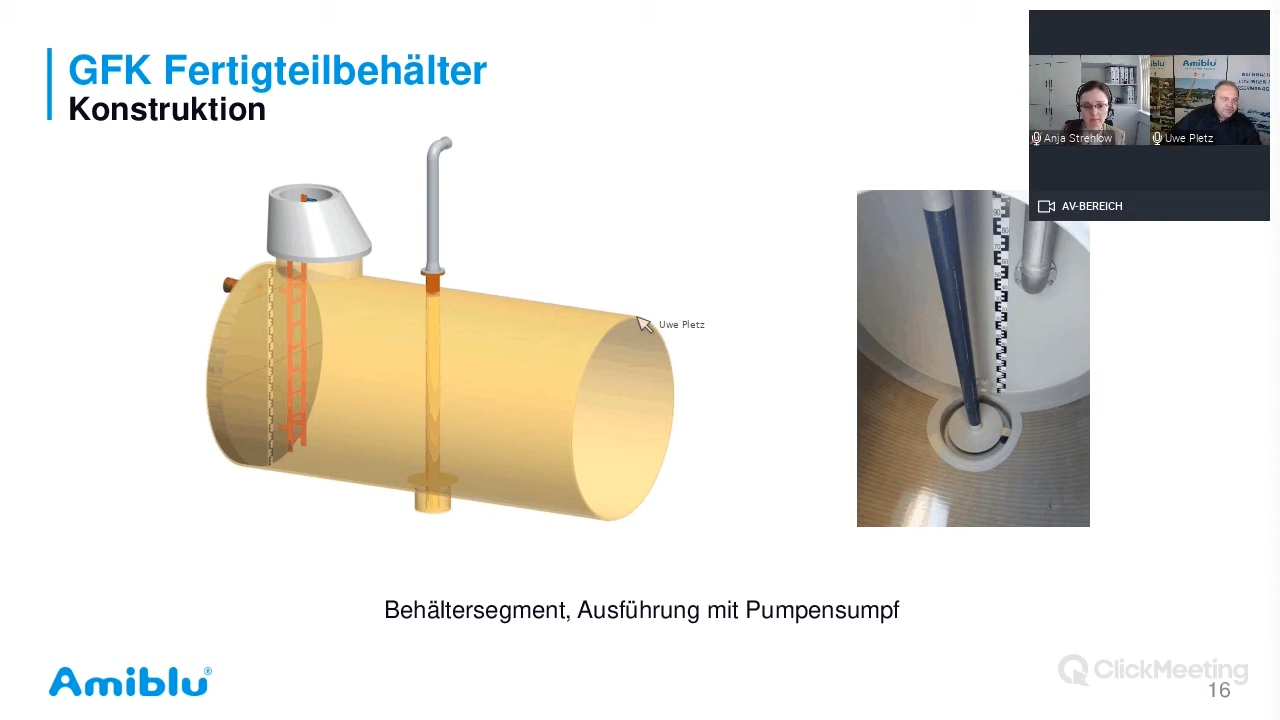 GFK Fertigteilbehälter
Konstruktion
Amiblu
Anja Strehlow
Uwe Pletz
AV-BEREICH
Uwe Pletz
Behältersegment, Ausführung mit Pumpensumpf
Amiblu®
ClickMeeting
16